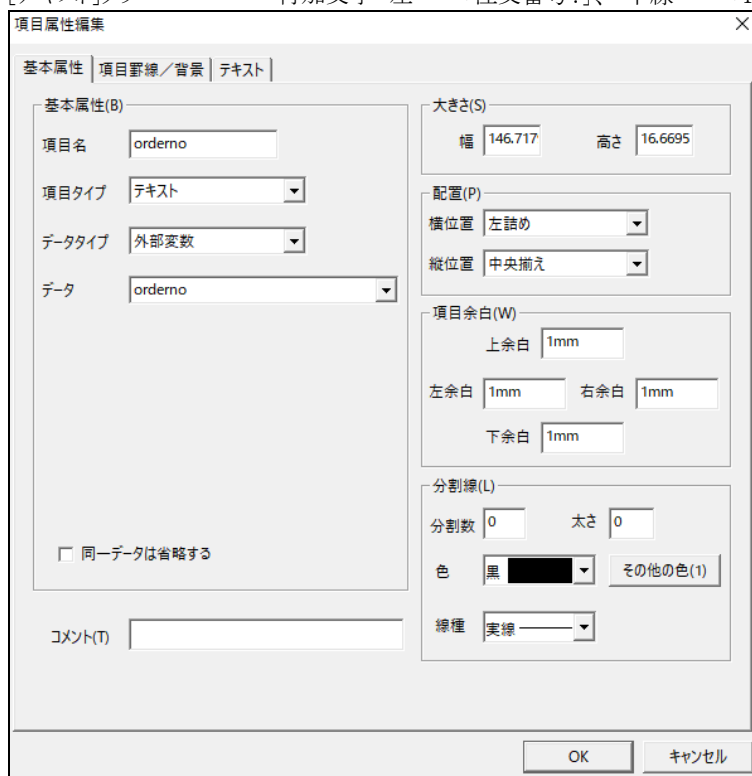 項目属性編集
基本属性 項目罫線／背景 テキスト
基本属性(B)
項目名 orderno
項目タイプ テキスト
データタイプ 外部変数
データ orderno
同一データは省略する
コメント(T)
大きさ(S)
幅 146.717 高さ 16.6695
配置(P)
横位置 左詰め
縦位置 中央揃え
項目余白(W)
上余白 1mm
左余白 1mm 右余白 1mm
下余白 1mm
分割線(L)
分割数 0 太さ 0
色 黒 その他の色(1)
線種 実線
OK キャンセル